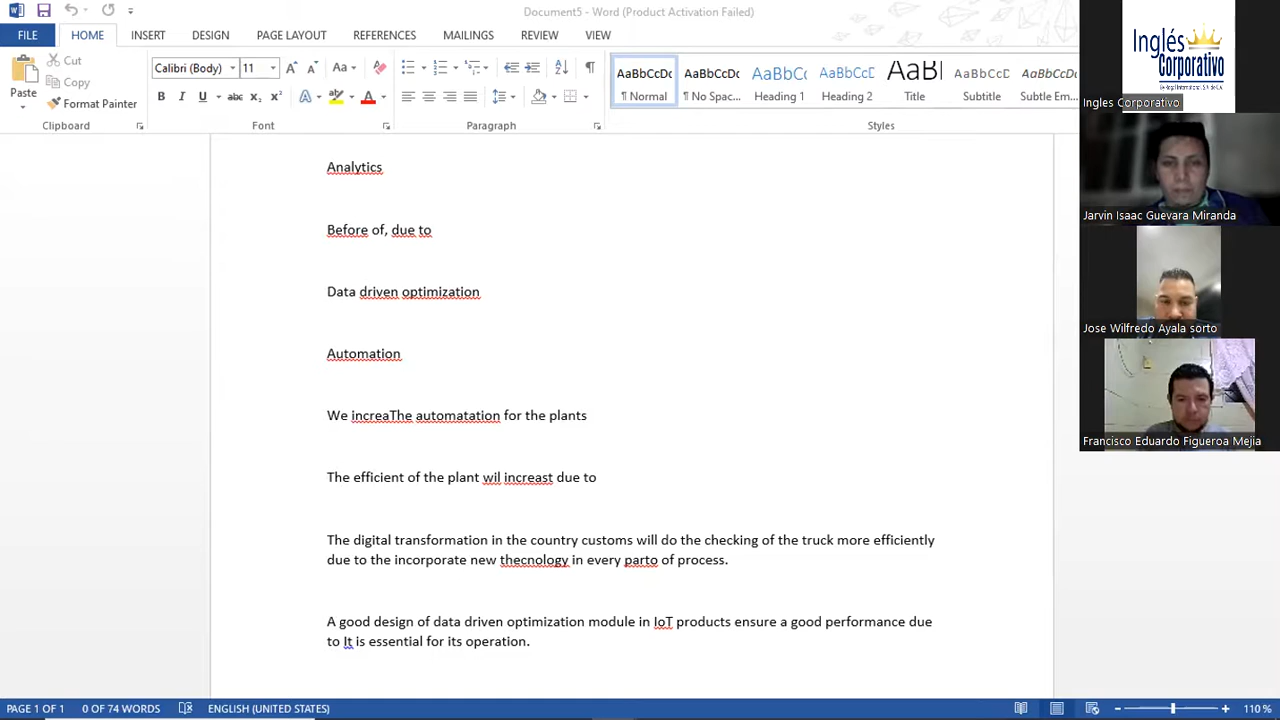 Document5 - Word (Product Activation Failed)
FILE HOME INSERT DESIGN PAGE LAYOUT REFERENCES MAILINGS REVIEW VIEW
Paste
Cut
Copy
Format Painter
Clipboard
Calibri (Body) 11
Font
Paragraph
AaBbCcDc AaBbCcDc AaBbCc AaBbCcD AaBl AaBbCcD AaBbCcDc
¶ Normal ¶ No Spac... Heading 1 Heading 2 Title Subtitle Subtle Em...
Styles
Analytics
Before of, due to
Data driven optimization
Automation
We increaThe automatation for the plants
The efficient of the plant wil increast due to
The digital transformation in the country customs will do the checking of the truck more efficiently
due to the incorporate new thecnology in every parto of process.
A good design of data driven optimization module in IoT products ensure a good performance due
to It is essential for its operation.
PAGE 1 OF 1 0 OF 74 WORDS ENGLISH (UNITED STATES) 110 %
Inglés
Corporativo
Ingles Corporativo
Jarvin Isaac Guevara Miranda
Jose Wilfredo Ayala sorto
Francisco Eduardo Figueroa Mejia